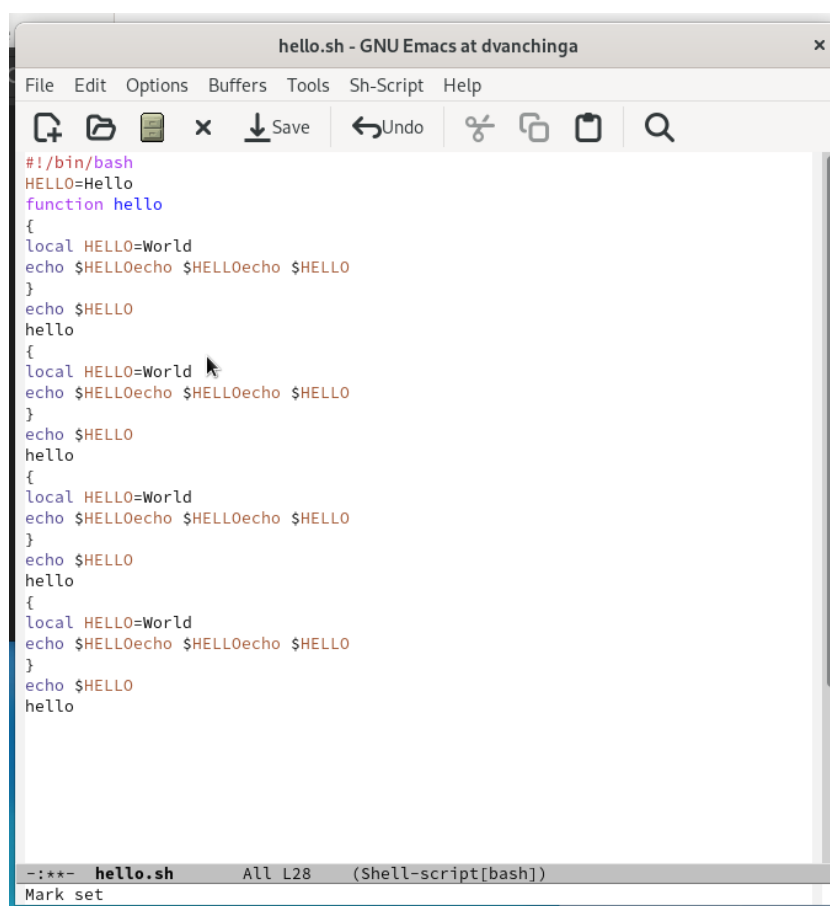 hello.sh - GNU Emacs at dvanchinga
×
File Edit Options Buffers Tools Sh-Script Help
Save Undo
#!/bin/bash
HELLO=Hello
function hello
{
local HELLO=World
echo $HELLOecho $HELLOecho $HELLO
}
echo $HELLO
hello
{
local HELLO=World
echo $HELLOecho $HELLOecho $HELLO
}
echo $HELLO
hello
{
local HELLO=World
echo $HELLOecho $HELLOecho $HELLO
}
echo $HELLO
hello
{
local HELLO=World
echo $HELLOecho $HELLOecho $HELLO
}
echo $HELLO
hello
-:**- hello.sh All L28 (Shell-script[bash])
Mark set